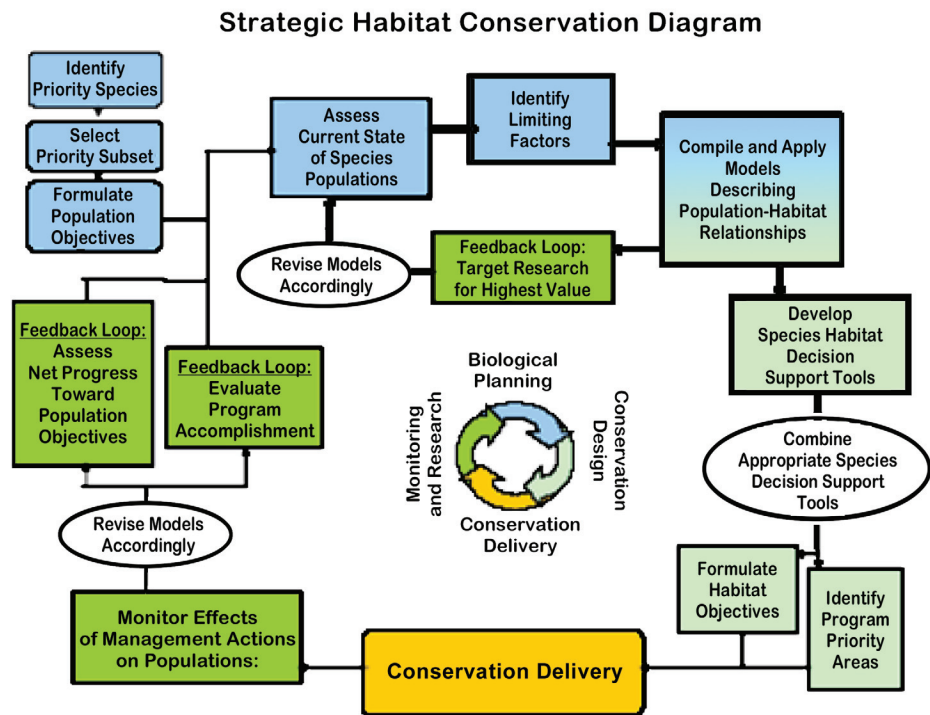 Strategic Habitat Conservation Diagram
Identify
Priority Species
Select
Priority Subset
Formulate
Population
Objectives
Assess
Current State
of Species
Populations
Identify
Limiting
Factors
Compile and Apply
Models
Describing
Population-Habitat
Relationships
Revise Models
Accordingly
Feedback Loop:
Target Research
for Highest Value
Develop
Species Habitat
Decision
Support Tools
Combine
Appropriate Species
Decision Support
Tools
Feedback Loop:
Assess
Net Progress
Toward
Population
Objectives
Feedback Loop:
Evaluate
Program
Accomplishment
Biological
Planning
Conservation
Design
Conservation
Delivery
Monitoring
and Research
Revise Models
Accordingly
Formulate
Habitat
Objectives
Identify
Program
Priority
Areas
Monitor Effects
of Management Actions
on Populations:
Conservation Delivery